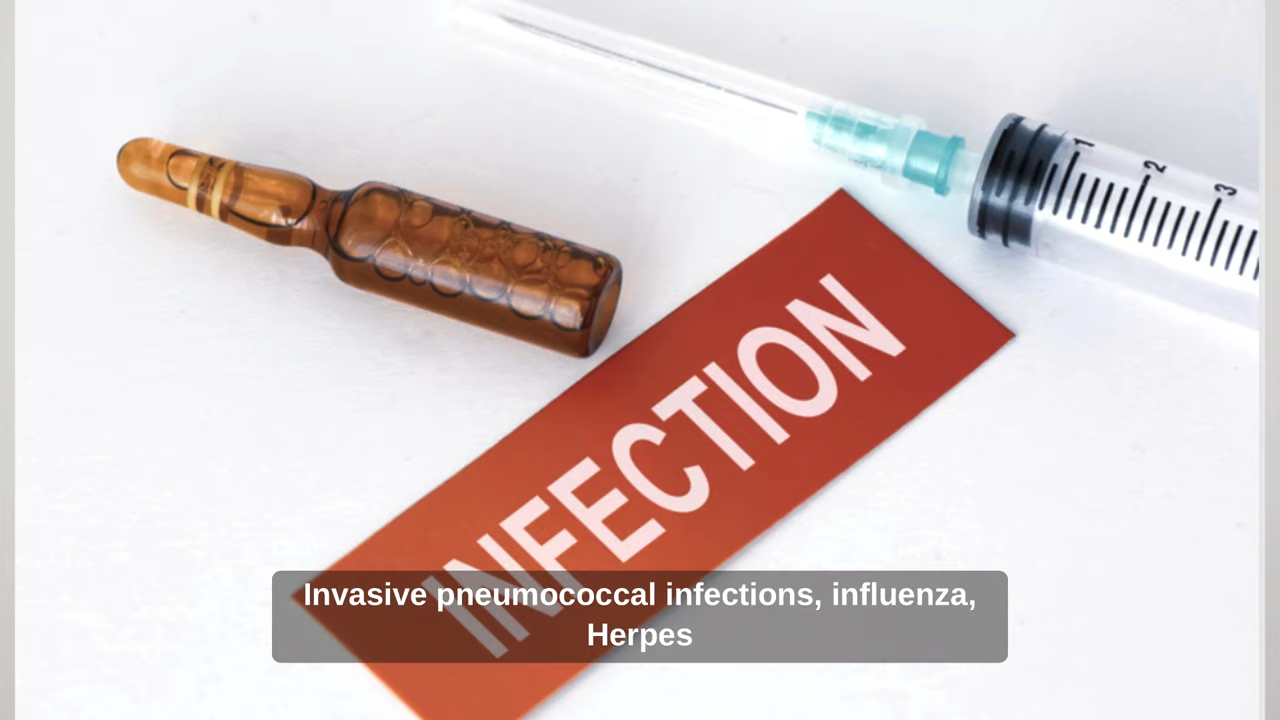 1
2
3
INFECTION
Invasive pneumococcal infections, influenza,
Herpes